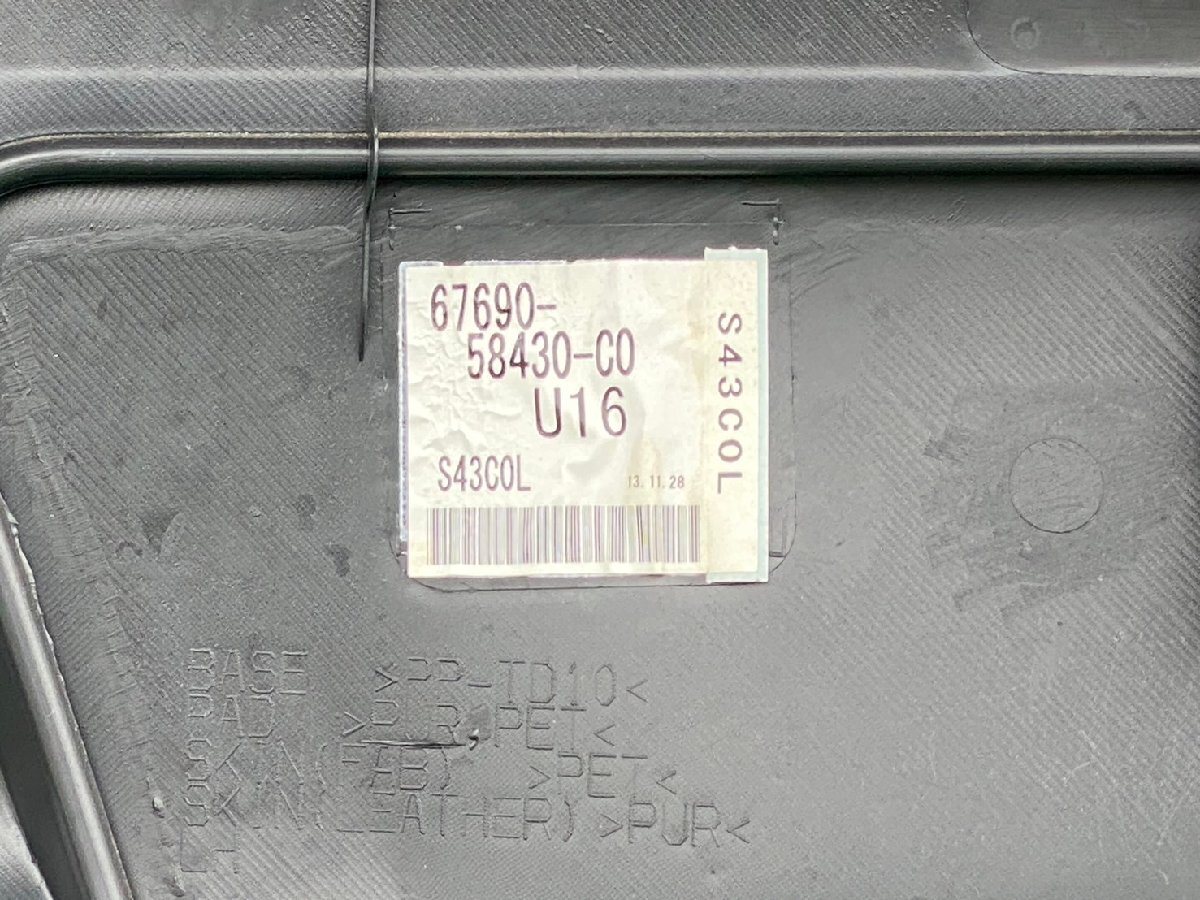 67690-
58430-C0
U16
S43C0L
13.11.28
S43C0L
BASE >PP-TD10<
PAD >PUR,PET<
SKIN(FAB) >PET<
SKIN(LEATHER) >PUR<